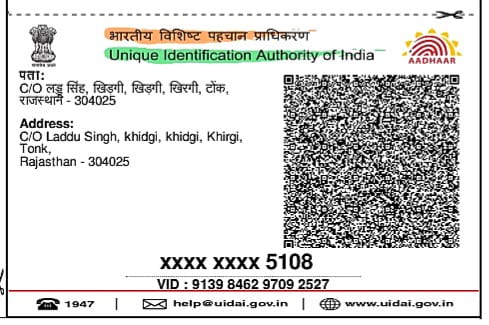 भारतीय विशिष्ट पहचान प्राधिकरण
Unique Identification Authority of India
AADHAAR
पता:
C/O लड्डू सिंह, खिडगी, खिड़गी, खिरगी, टोंक,
राजस्थान - 304025
Address:
C/O Laddu Singh, khidgi, khidgi, Khirgi,
Tonk,
Rajasthan - 304025
xxxx xxxx 5108
VID : 9139 8462 9709 2527
1947 | help@uidai.gov.in | www.uidai.gov.in